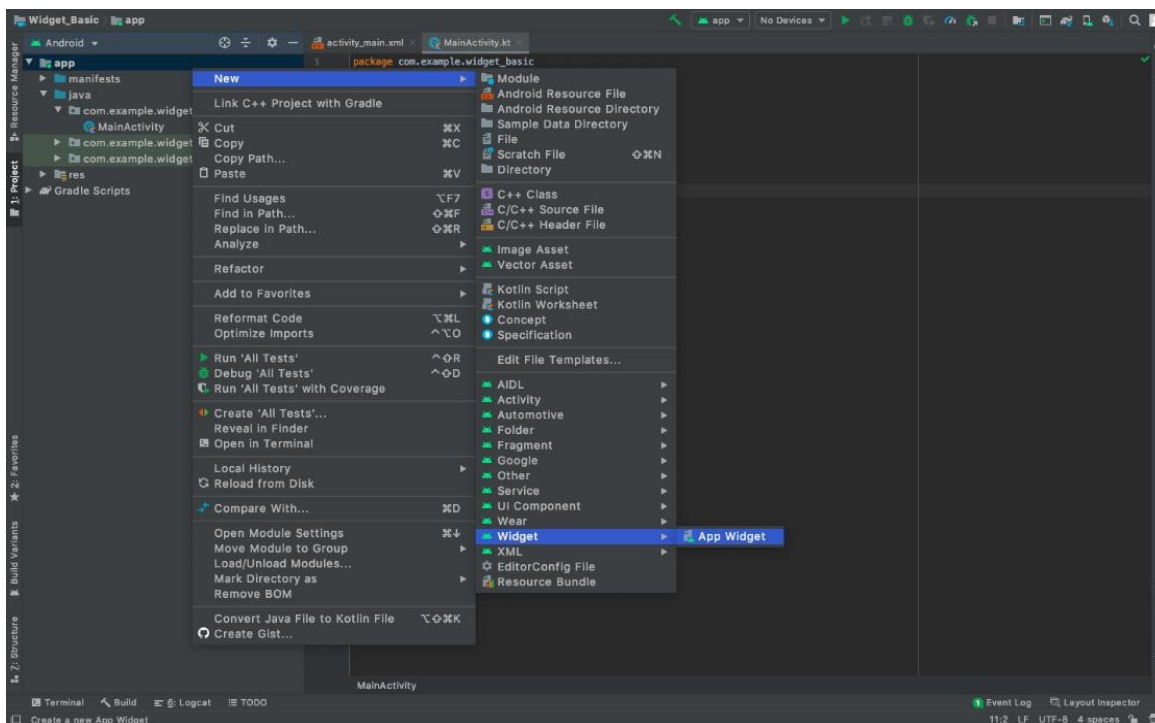 Widget_Basic app
app
No Devices
Android
activity_main.xml
MainActivity.kt
Resource Manager
1: Project
2: Favorites
Build Variants
Z: Structure
app
manifests
java
com.example.widget
MainActivity
com.example.widget
com.example.widget
res
Gradle Scripts
1 package com.example.widget_basic
New
Link C++ Project with Gradle
Cut ⌘X
Copy ⌘C
Copy Path...
Paste ⌘V
Find Usages ⌥F7
Find in Path... ⇧⌘F
Replace in Path... ⇧⌘R
Analyze
Refactor
Add to Favorites
Reformat Code ⌥⌘L
Optimize Imports ⌃⌥O
Run 'All Tests' ⌃⇧R
Debug 'All Tests' ⌃⇧D
Run 'All Tests' with Coverage
Create 'All Tests'...
Reveal in Finder
Open in Terminal
Local History
Reload from Disk
Compare With... ⌘D
Open Module Settings ⌘↓
Move Module to Group
Load/Unload Modules...
Mark Directory as
Remove BOM
Convert Java File to Kotlin File ⌥⇧⌘K
Create Gist...
Module
Android Resource File
Android Resource Directory
Sample Data Directory
File
Scratch File ⇧⌘N
Directory
C++ Class
C/C++ Source File
C/C++ Header File
Image Asset
Vector Asset
Kotlin Script
Kotlin Worksheet
Concept
Specification
Edit File Templates...
AIDL
Activity
Automotive
Folder
Fragment
Google
Other
Service
UI Component
Wear
Widget
XML
EditorConfig File
Resource Bundle
App Widget
MainActivity
Terminal
Build
6: Logcat
TODO
1 Event Log
Layout Inspector
Create a new App Widget
11:2 LF UTF-8 4 spaces